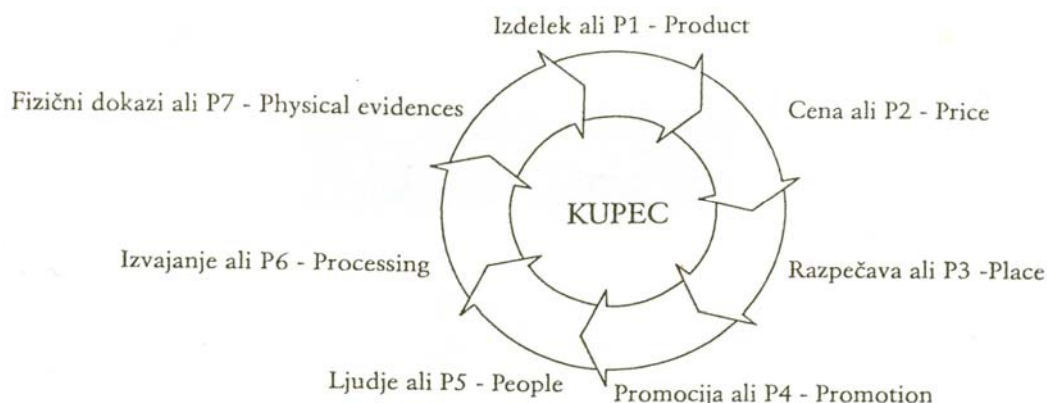 Izdelek ali P1 - Product
Fizični dokazi ali P7 - Physical evidences
Cena ali P2 - Price
KUPEC
Izvajanje ali P6 - Processing
Razpečava ali P3 -Place
Ljudje ali P5 - People
Promocija ali P4 - Promotion